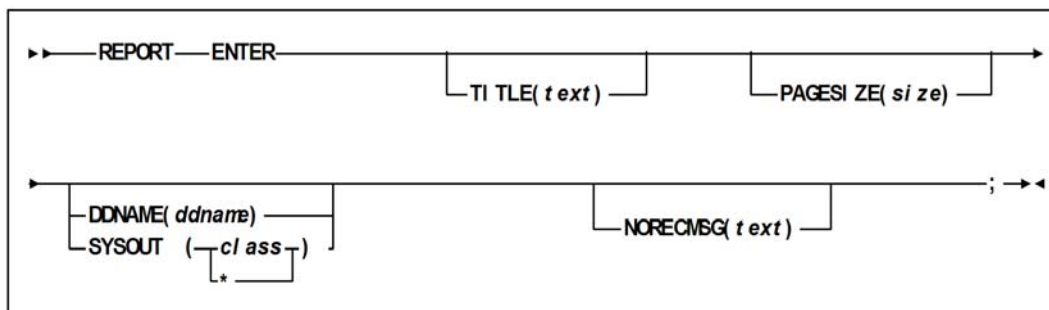 REPORT ENTER
TITLE(text) PAGESIZE(size)
;
DDNAME(ddname)
SYSOUT (class)
*
NORECMSG(text)